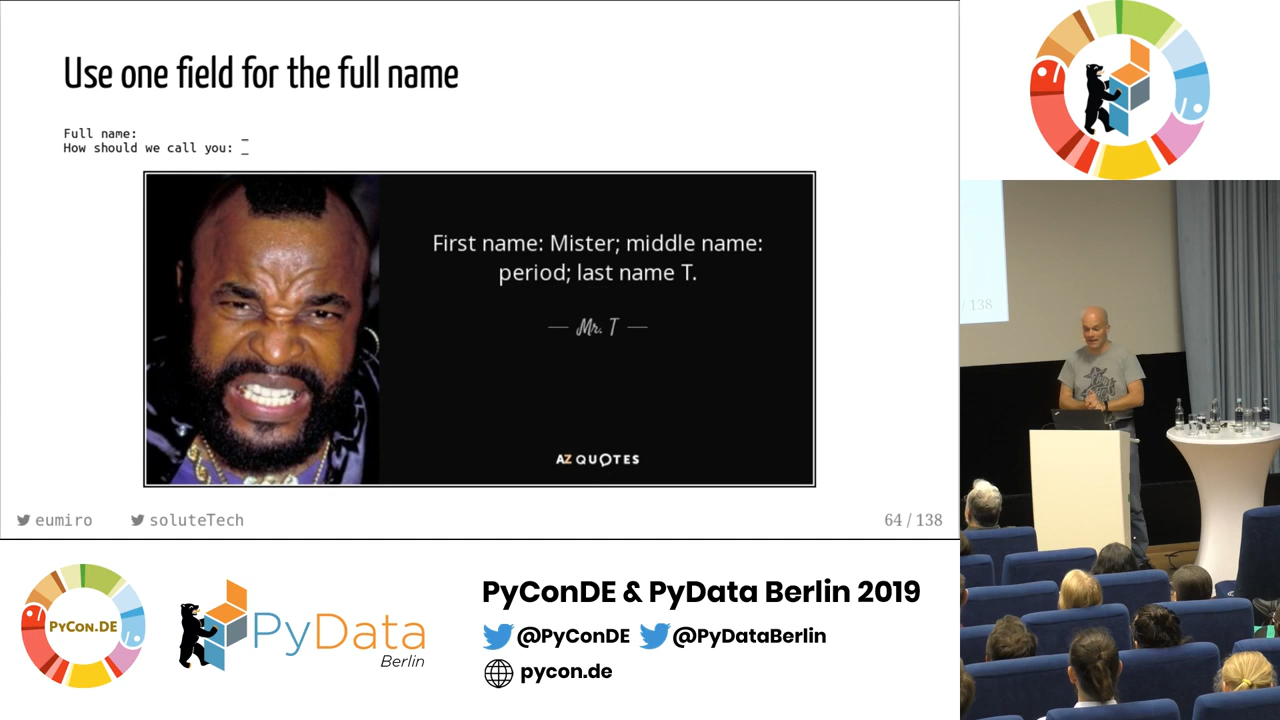 Use one field for the full name
Full name: _
How should we call you: _
First name: Mister; middle name:
period; last name T.
— Mr. T —
AZ QUOTES
eumiro soluteTech 64 / 138
/ 138
PyCon.DE
PyData
Berlin
PyConDE & PyData Berlin 2019
@PyConDE @PyDataBerlin
pycon.de